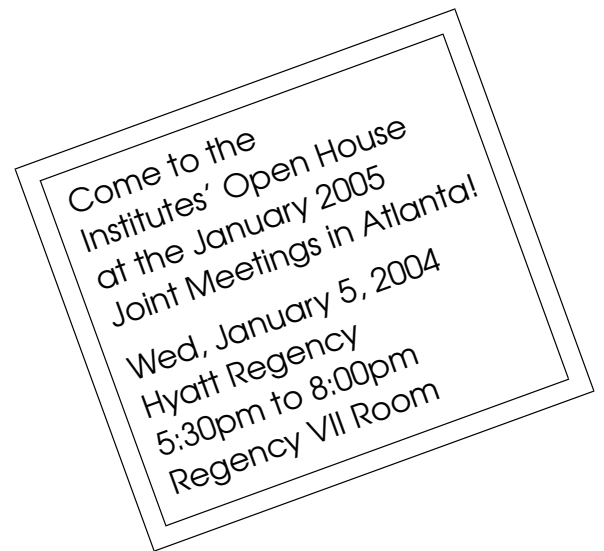 Come to the
Institutes’ Open House
at the January 2005
Joint Meetings in Atlanta!
Wed, January 5, 2004
Hyatt Regency
5:30pm to 8:00pm
Regency VII Room